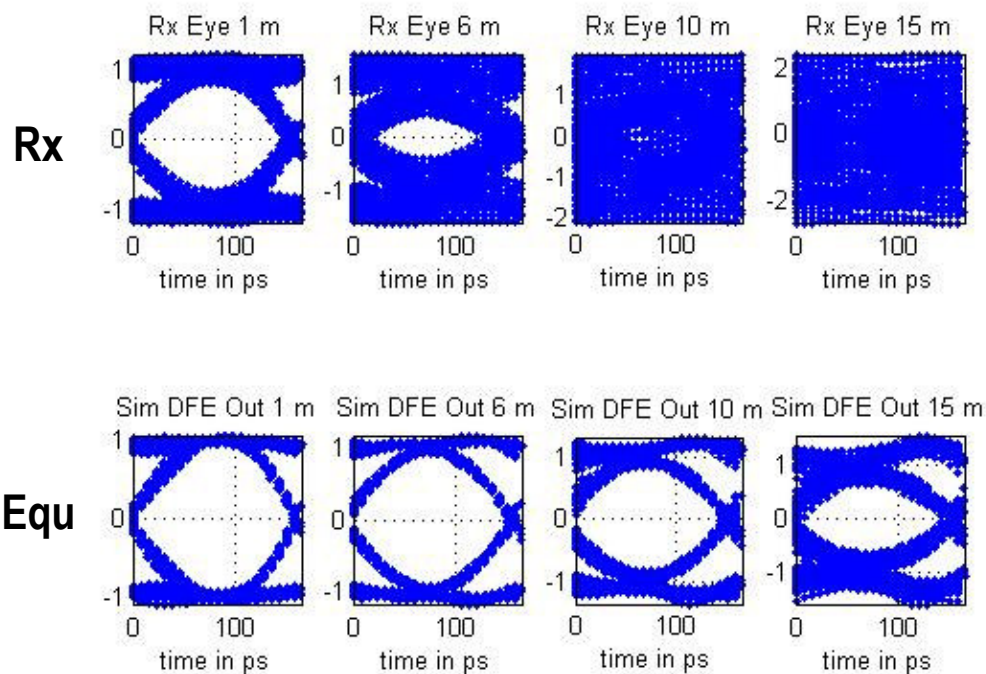 Rx Eye 1 m
Rx Eye 6 m
Rx Eye 10 m
Rx Eye 15 m
Rx
1
0
-1
1
0
-1
1
0
-1
-2
2
0
-2
0
100
0
100
0
100
0
100
time in ps
time in ps
time in ps
time in ps
Sim DFE Out 1 m
Sim DFE Out 6 m
Sim DFE Out 10 m
Sim DFE Out 15 m
Equ
1
0
-1
1
0
-1
1
0
-1
1
0
-1
0
100
0
100
0
100
0
100
time in ps
time in ps
time in ps
time in ps